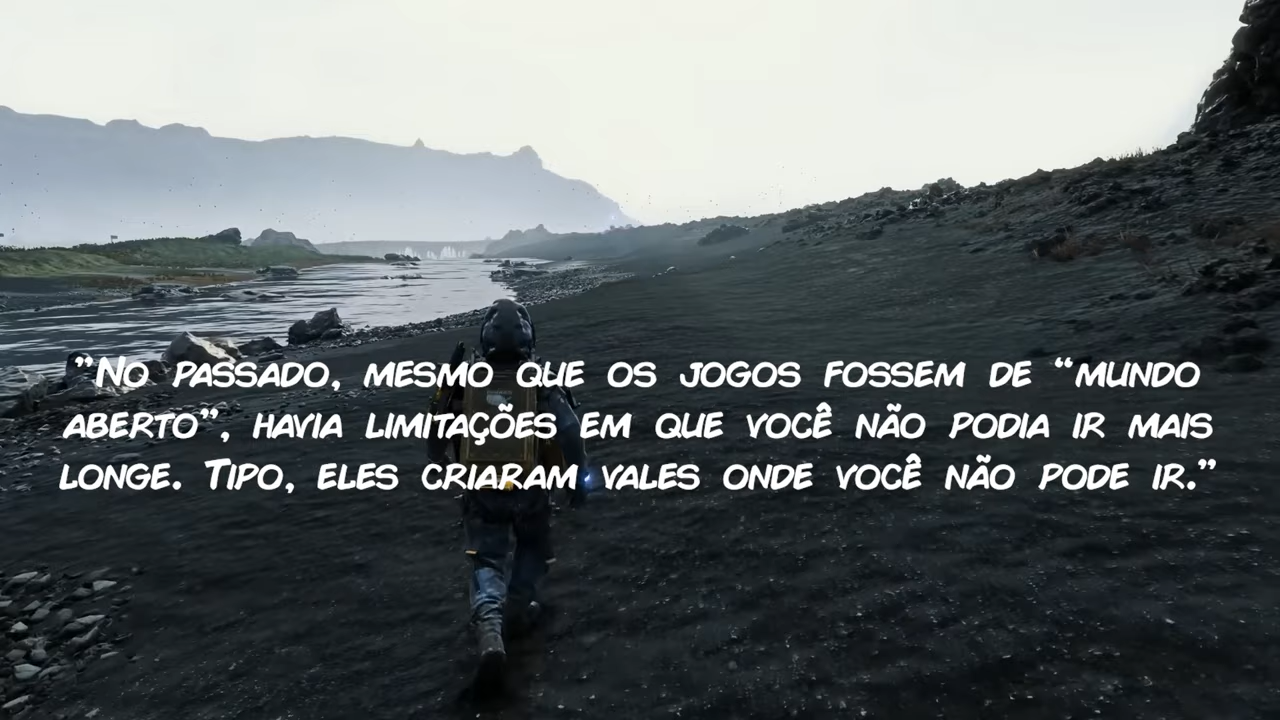 "No passado, mesmo que os jogos fossem de “mundo
aberto”, havia limitações em que você não podia ir mais
longe. Tipo, eles criaram vales onde você não pode ir.”